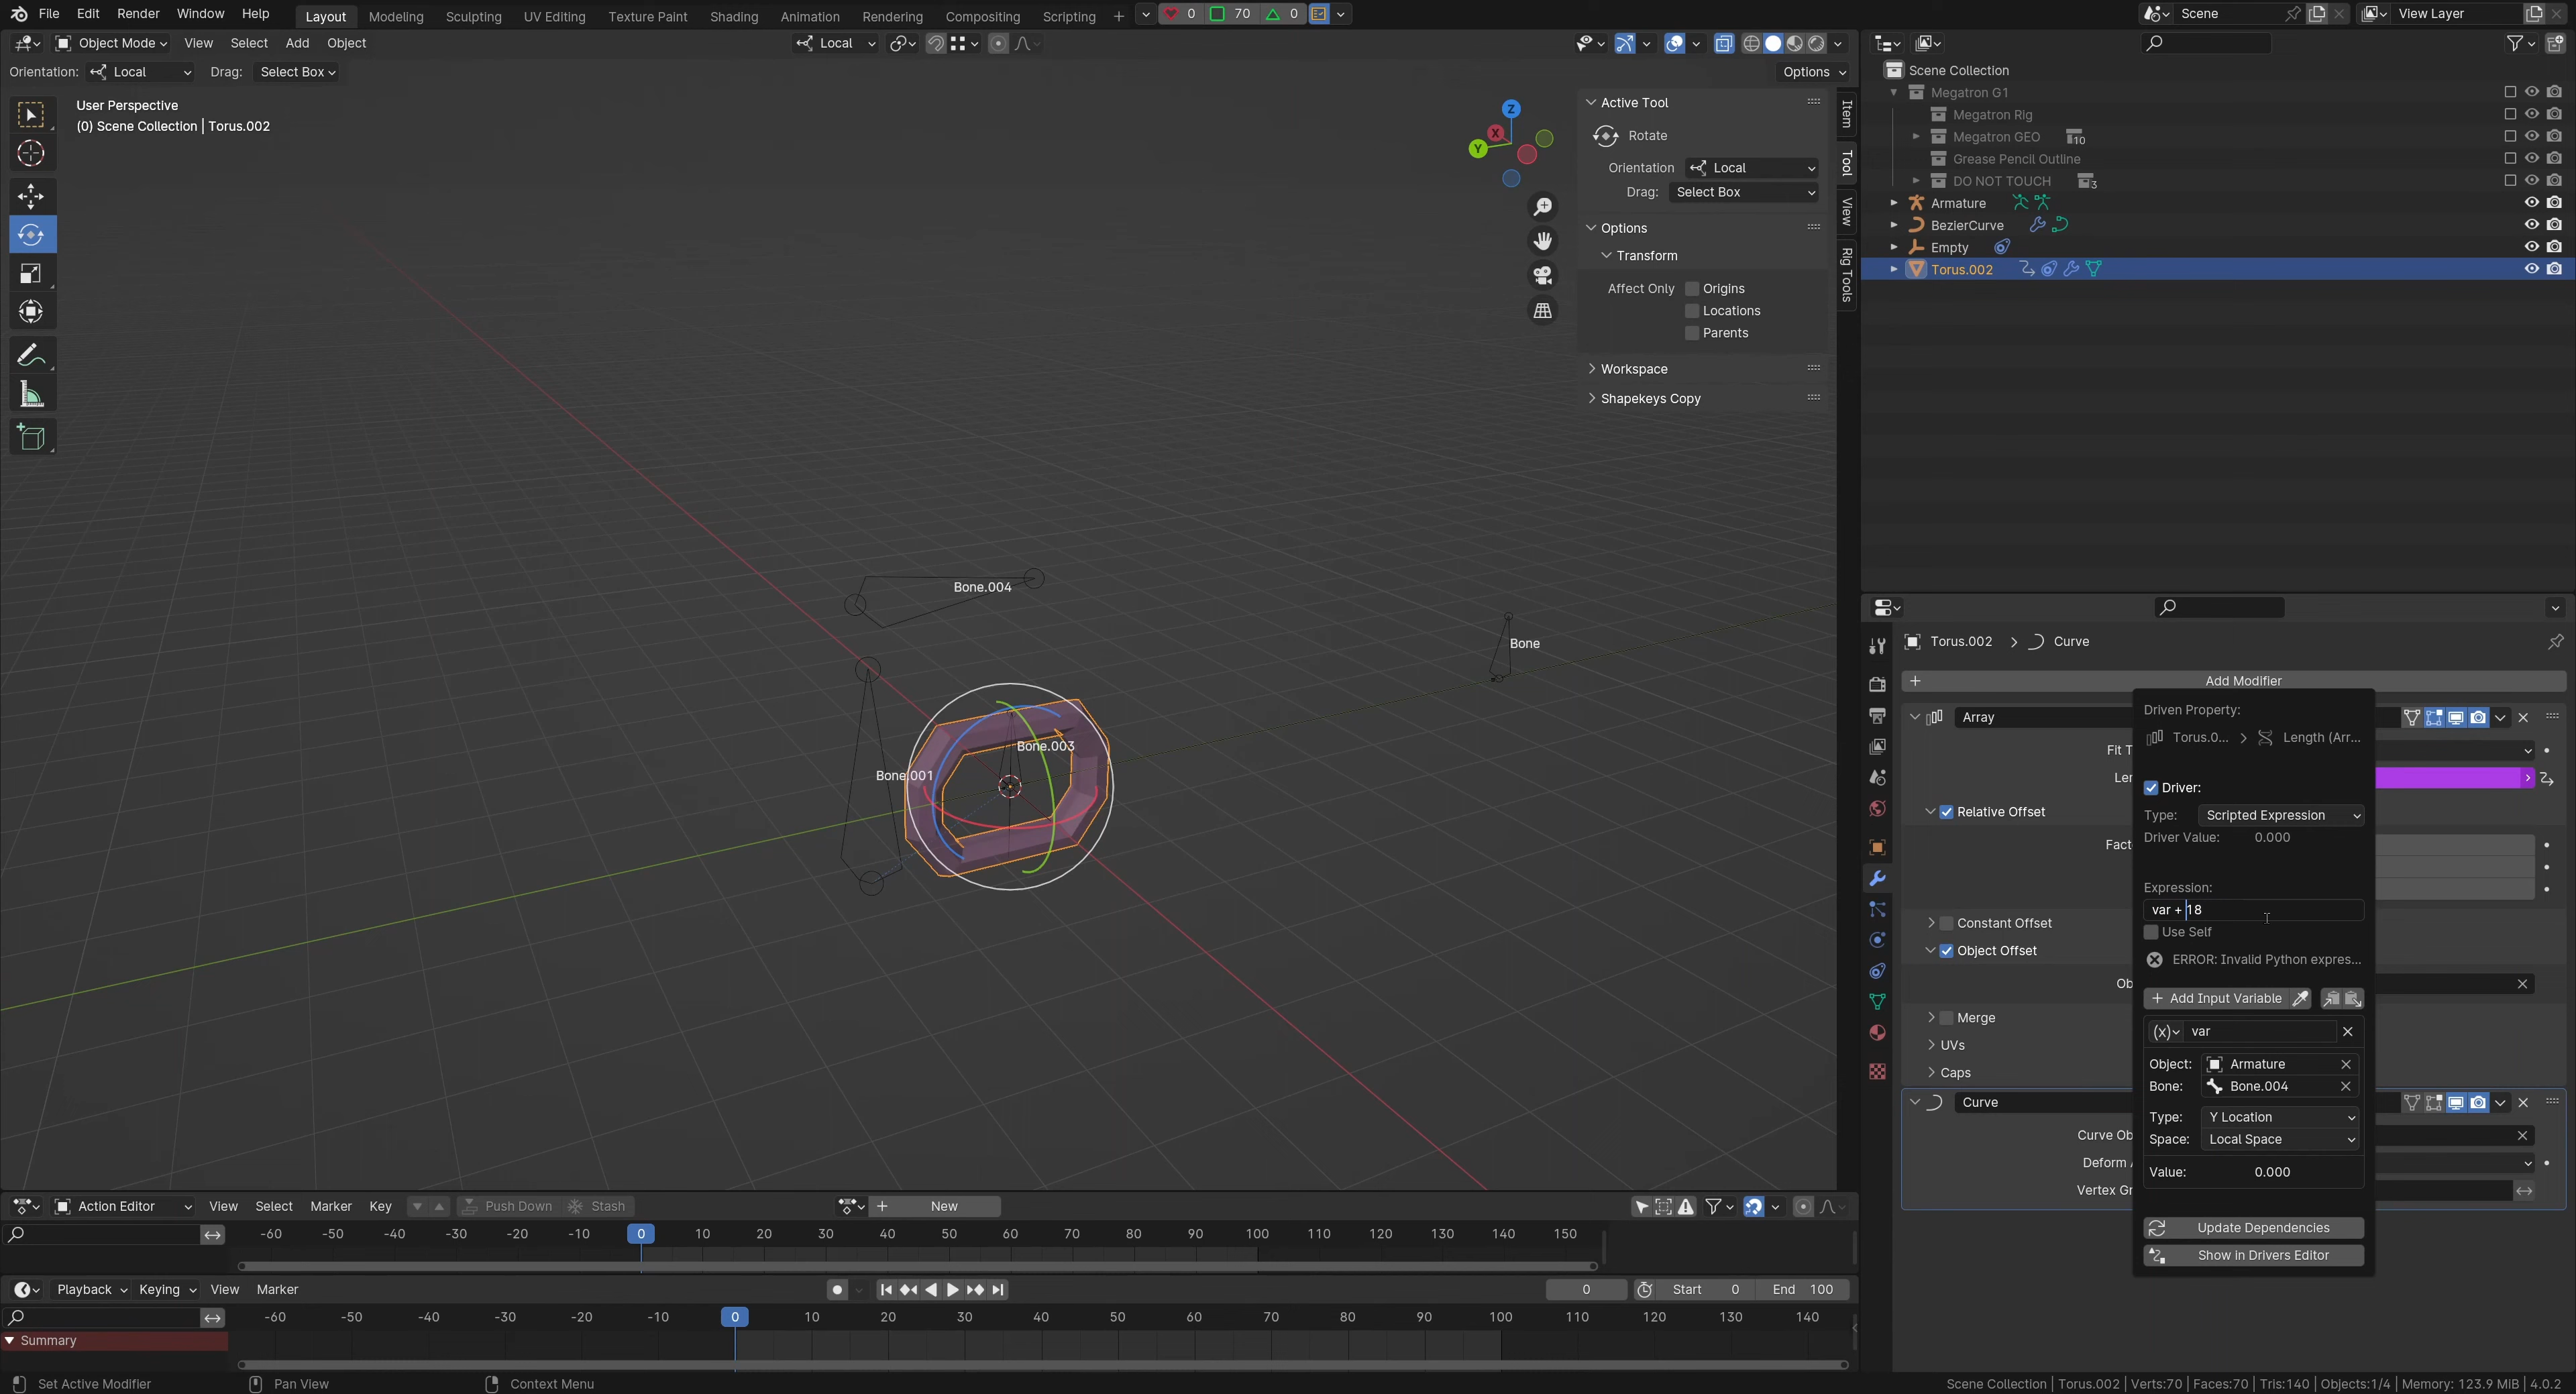 File Edit Render Window Help Layout Modeling Sculpting UV Editing Texture Paint Shading Animation Rendering Compositing Scripting + 0 70 0 Scene View Layer
Object Mode View Select Add Object Local
Orientation: Local Drag: Select Box Options
User Perspective
(0) Scene Collection | Torus.002
Z
X
Y
Active Tool
Rotate
Orientation Local
Drag: Select Box
Options
Transform
Affect Only Origins
Locations
Parents
Workspace
Shapekeys Copy
Item
Tool
View
Rig Tools
Bone.004
Bone
Bone.003
Bone.001
Scene Collection
Megatron G1
Megatron Rig
Megatron GEO 10
Grease Pencil Outline
DO NOT TOUCH 3
Armature
BezierCurve
Empty
Torus.002
Torus.002 > Curve
+ Add Modifier
Array
Fit T
Ler
Relative Offset
Fact
Constant Offset
Object Offset
Ob
Merge
UVs
Caps
Curve
Curve Ob
Deform A
Vertex Gr
Driven Property:
Torus.0... > Length (Arr...
Driver:
Type: Scripted Expression
Driver Value: 0.000
Expression:
var + 18
Use Self
ERROR: Invalid Python expres...
+ Add Input Variable
(x) var
Object: Armature
Bone: Bone.004
Type: Y Location
Space: Local Space
Value: 0.000
Update Dependencies
Show in Drivers Editor
Action Editor View Select Marker Key Push Down Stash + New
-60 -50 -40 -30 -20 -10 0 10 20 30 40 50 60 70 80 90 100 110 120 130 140 150
Playback Keying View Marker 0 Start 0 End 100
-60 -50 -40 -30 -20 -10 0 10 20 30 40 50 60 70 80 90 100 110 120 130 140
Summary
Set Active Modifier Pan View Context Menu Scene Collection | Torus.002 | Verts:70 | Faces:70 | Tris:140 | Objects:1/4 | Memory: 123.9 MiB | 4.0.2